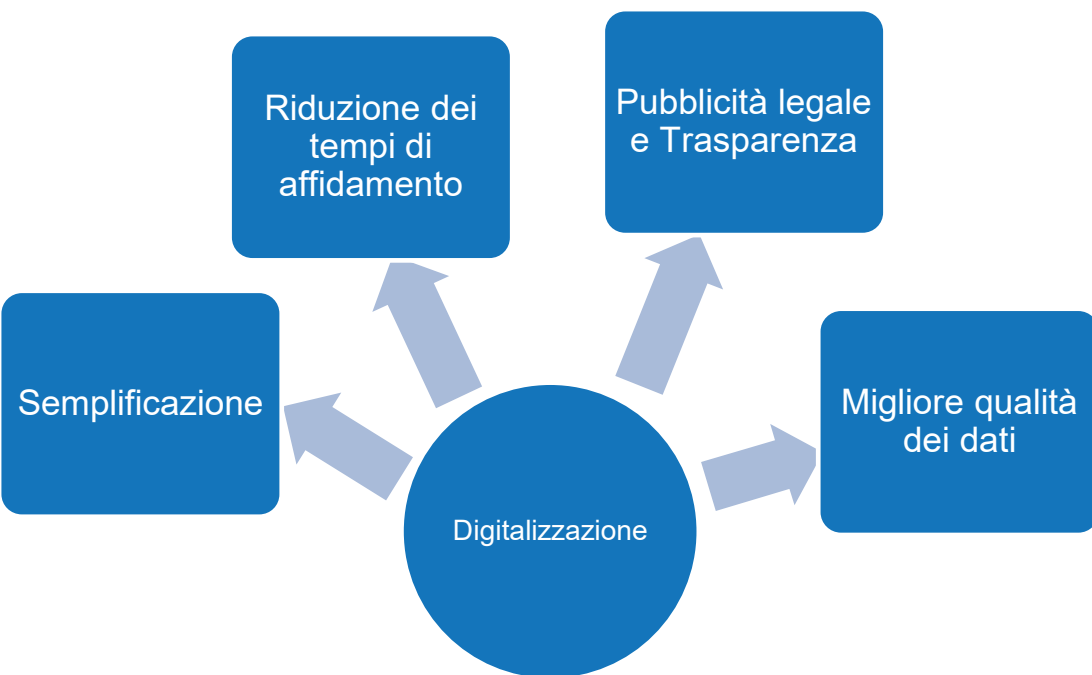 Riduzione dei
tempi di
affidamento
Pubblicità legale
e Trasparenza
Semplificazione
Migliore qualità
dei dati
Digitalizzazione